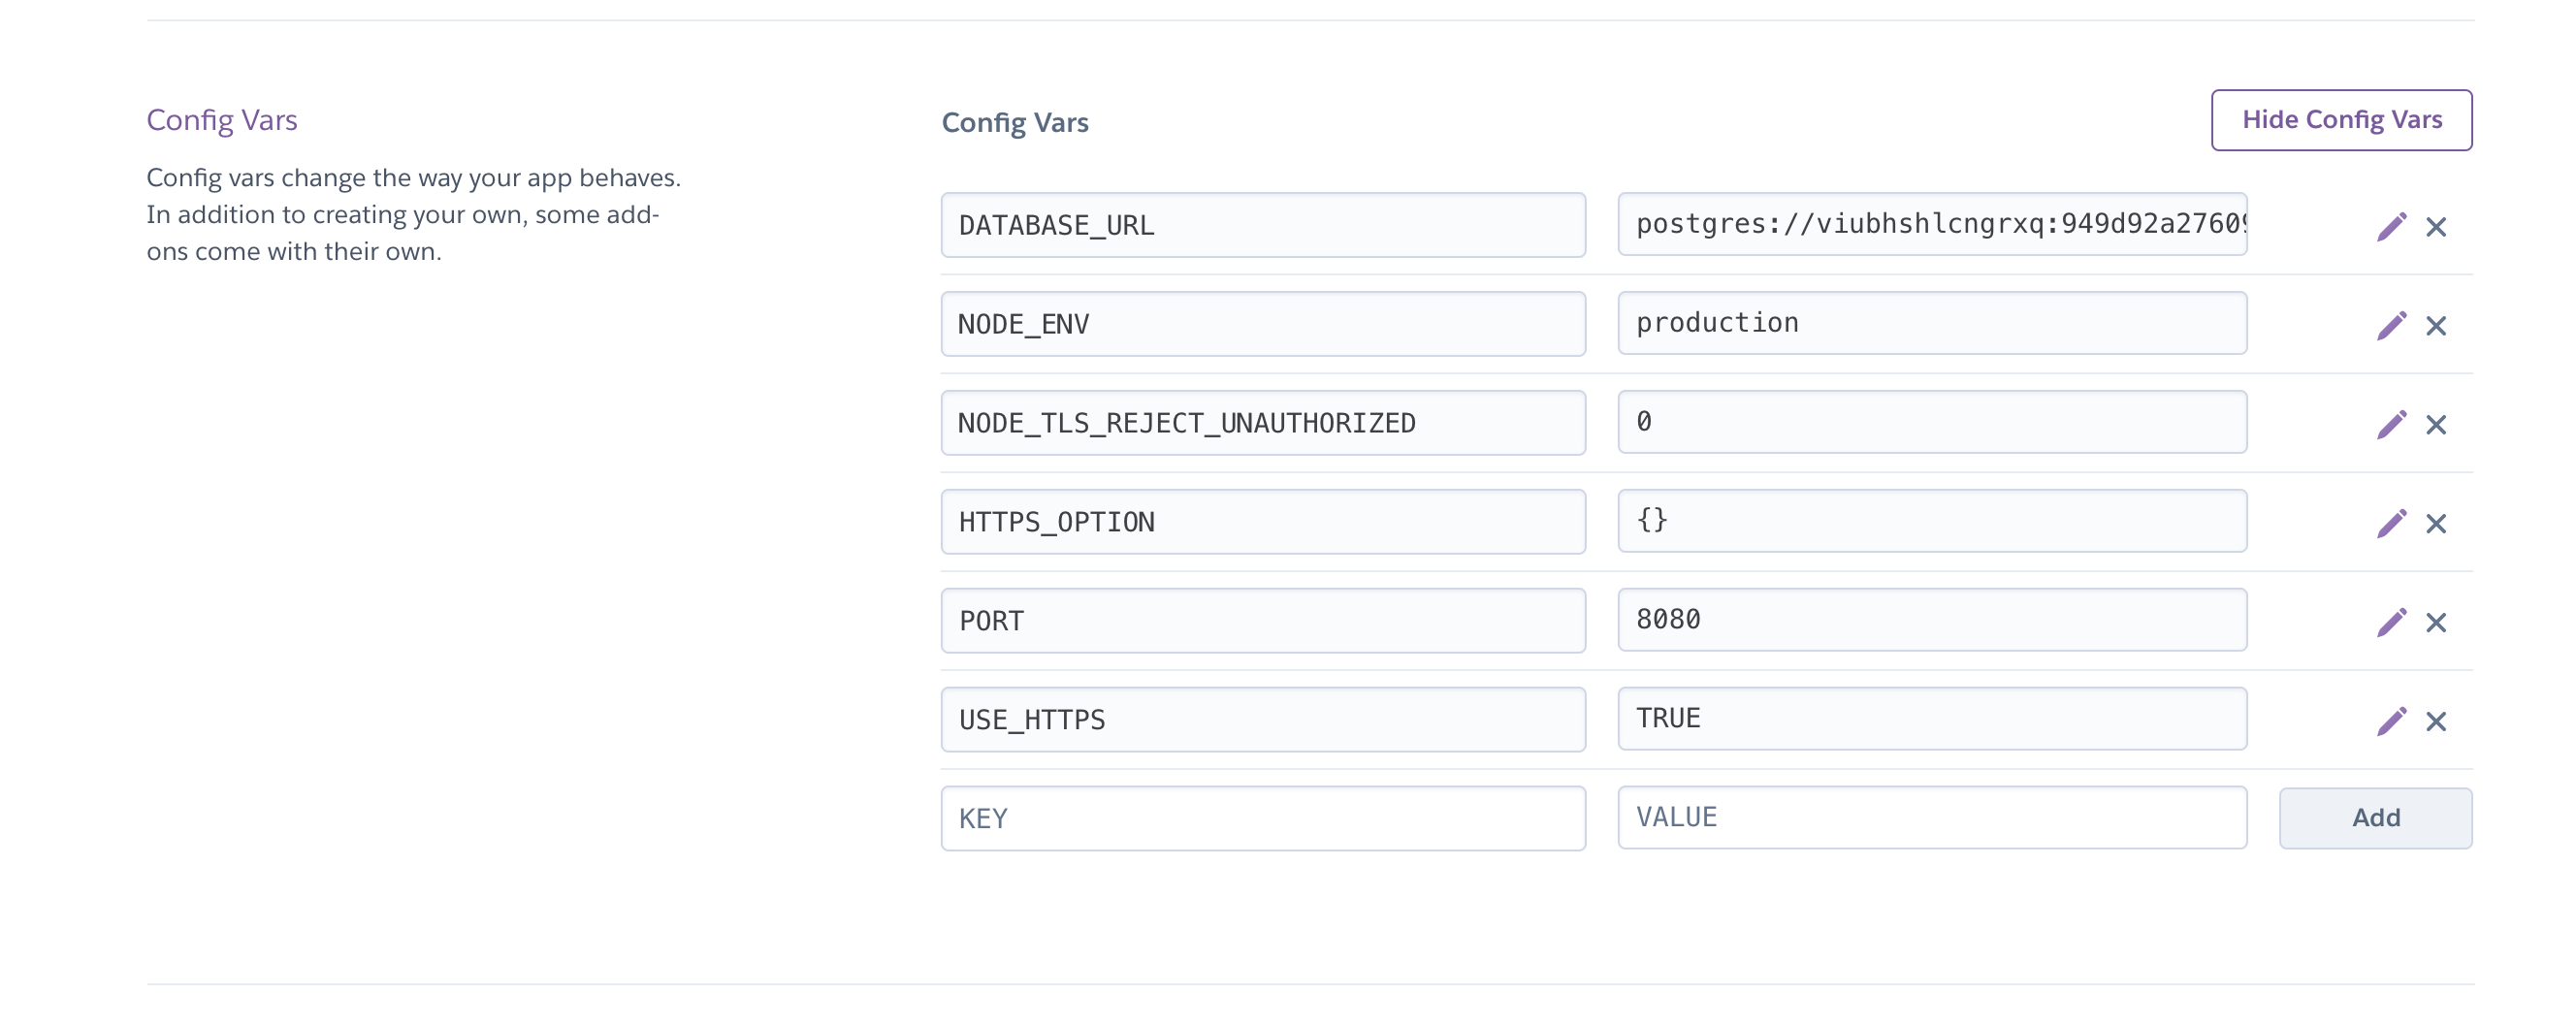 Config Vars
Config vars change the way your app behaves.
In addition to creating your own, some add-
ons come with their own.
Config Vars
Hide Config Vars
DATABASE_URL postgres://viubhshlcngrxq:949d92a27609
NODE_ENV production
NODE_TLS_REJECT_UNAUTHORIZED 0
HTTPS_OPTION {}
PORT 8080
USE_HTTPS TRUE
KEY VALUE Add